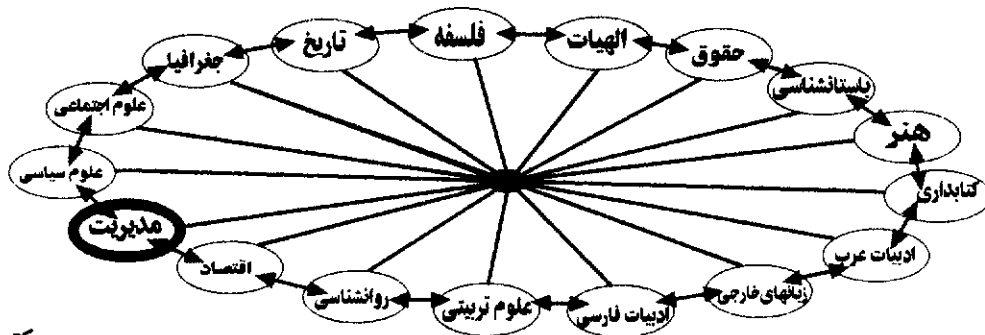 فلسفه
الهیات
حقوق
باستانشناسی
هنر
کتابداری
ادبیات عرب
زبانهای خارجی
ادبیات فارسی
علوم تربیتی
روانشناسی
اقتصاد
مدیریت
علوم سیاسی
علوم اجتماعی
جغرافیا
تاریخ